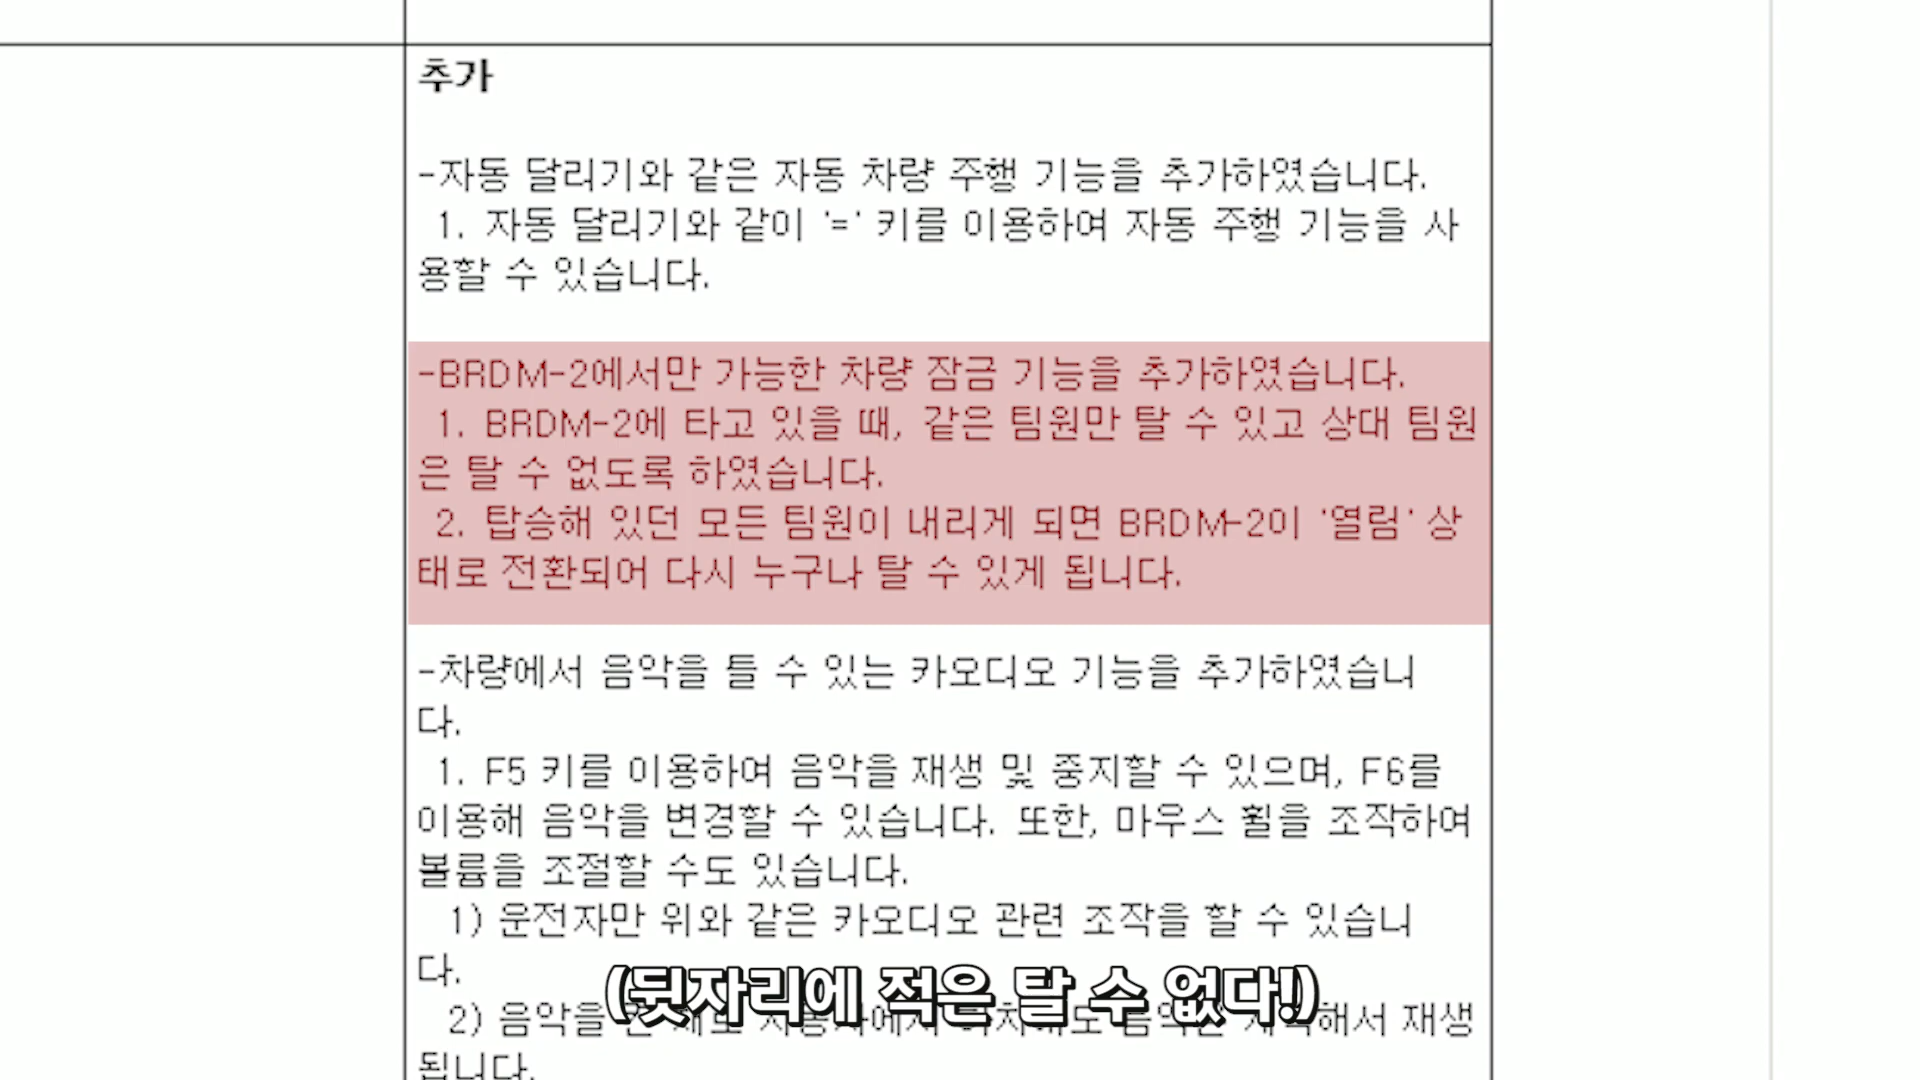 추가
-자동 달리기와 같은 자동 차량 주행 기능을 추가하였습니다.
1. 자동 달리기와 같이 '=' 키를 이용하여 자동 주행 기능을 사
용할 수 있습니다.
-BRDM-2에서만 가능한 차량 잠금 기능을 추가하였습니다.
1. BRDM-2에 타고 있을 때, 같은 팀원만 탈 수 있고 상대 팀원
은 탈 수 없도록 하였습니다.
2. 탑승해 있던 모든 팀원이 내리게 되면 BRDM-2이 '열림' 상
태로 전환되어 다시 누구나 탈 수 있게 됩니다.
-차량에서 음악을 틀 수 있는 카오디오 기능을 추가하였습니
다.
1. F5 키를 이용하여 음악을 재생 및 중지할 수 있으며, F6를
이용해 음악을 변경할 수 있습니다. 또한, 마우스 휠을 조작하여
볼륨을 조절할 수도 있습니다.
1) 운전자만 위와 같은 카오디오 관련 조작을 할 수 있습니
다.
(뒷자리에 적은 탈 수 없다!)
2) 음악을 재생
됩니다.